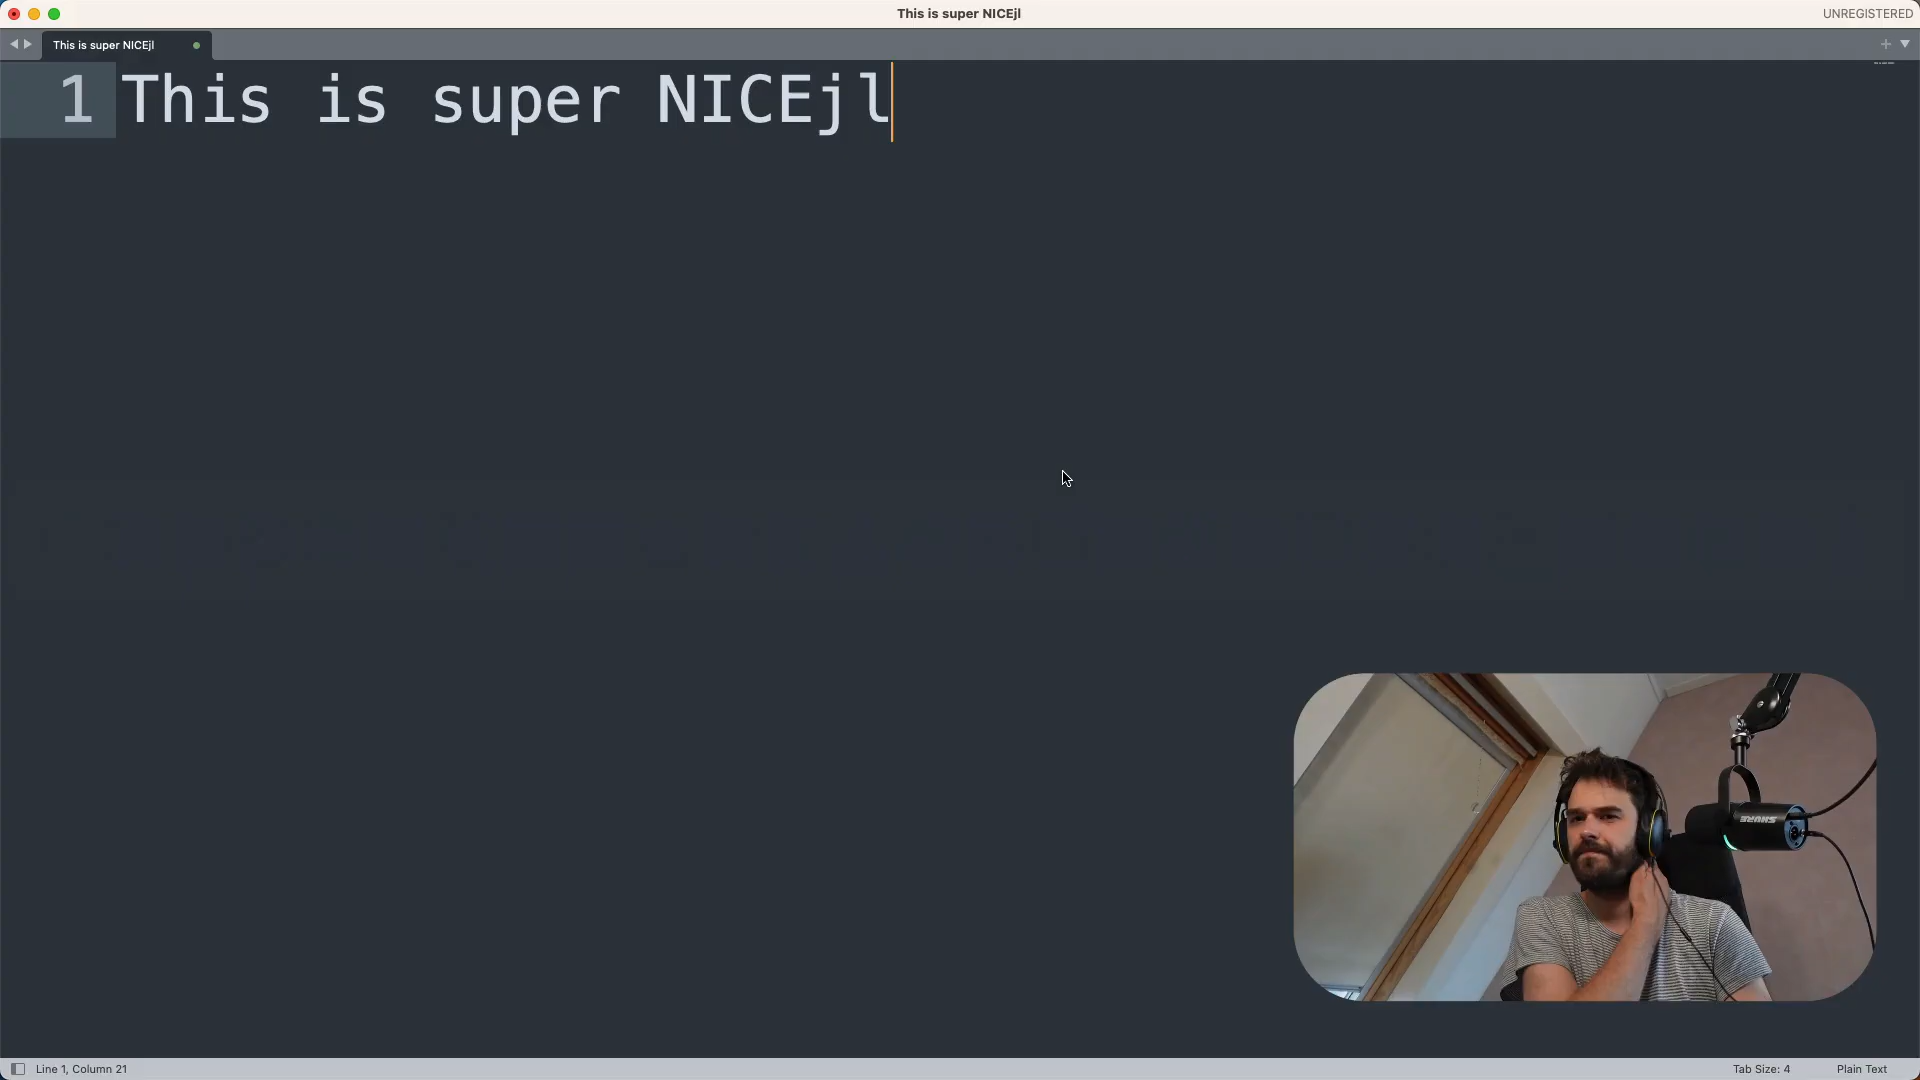 This is super NICEjl
UNREGISTERED
This is super NICEjl
1
This is super NICEjl
SHURE
Line 1, Column 21
Tab Size: 4
Plain Text